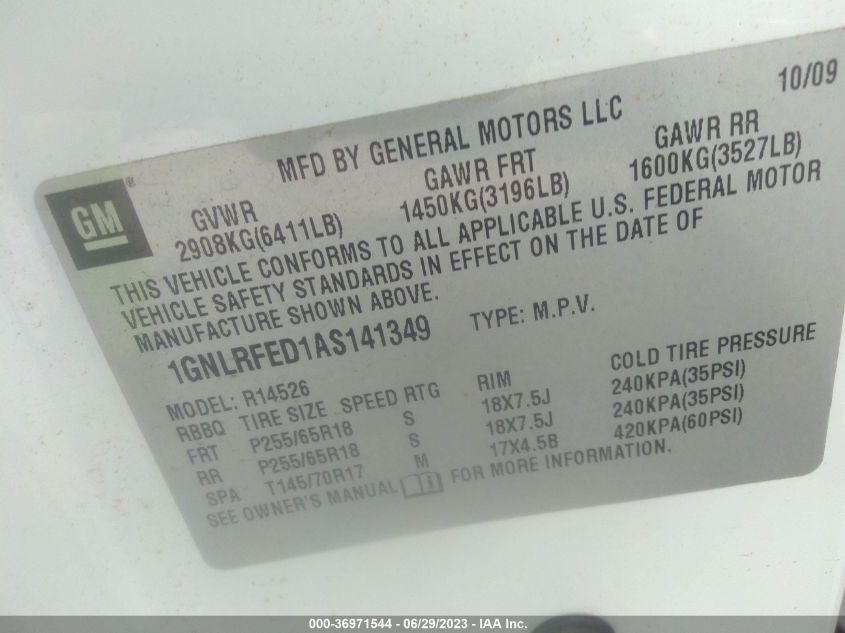 10/09
MFD BY GENERAL MOTORS LLC
GM®
GVWR GAWR FRT GAWR RR
2908KG(6411LB) 1450KG(3196LB) 1600KG(3527LB)
THIS VEHICLE CONFORMS TO ALL APPLICABLE U.S. FEDERAL MOTOR
VEHICLE SAFETY STANDARDS IN EFFECT ON THE DATE OF
MANUFACTURE SHOWN ABOVE.
1GNLRFED1AS141349 TYPE: M.P.V.
MODEL: R14526
RBBQ TIRE SIZE SPEED RTG RIM COLD TIRE PRESSURE
FRT P255/65R18 S 18X7.5J 240KPA(35PSI)
RR P255/65R18 S 18X7.5J 240KPA(35PSI)
SPA T145/70R17 M 17X4.5B 420KPA(60PSI)
SEE OWNER'S MANUAL FOR MORE INFORMATION.
000-36971544 - 06/29/2023 - IAA Inc.